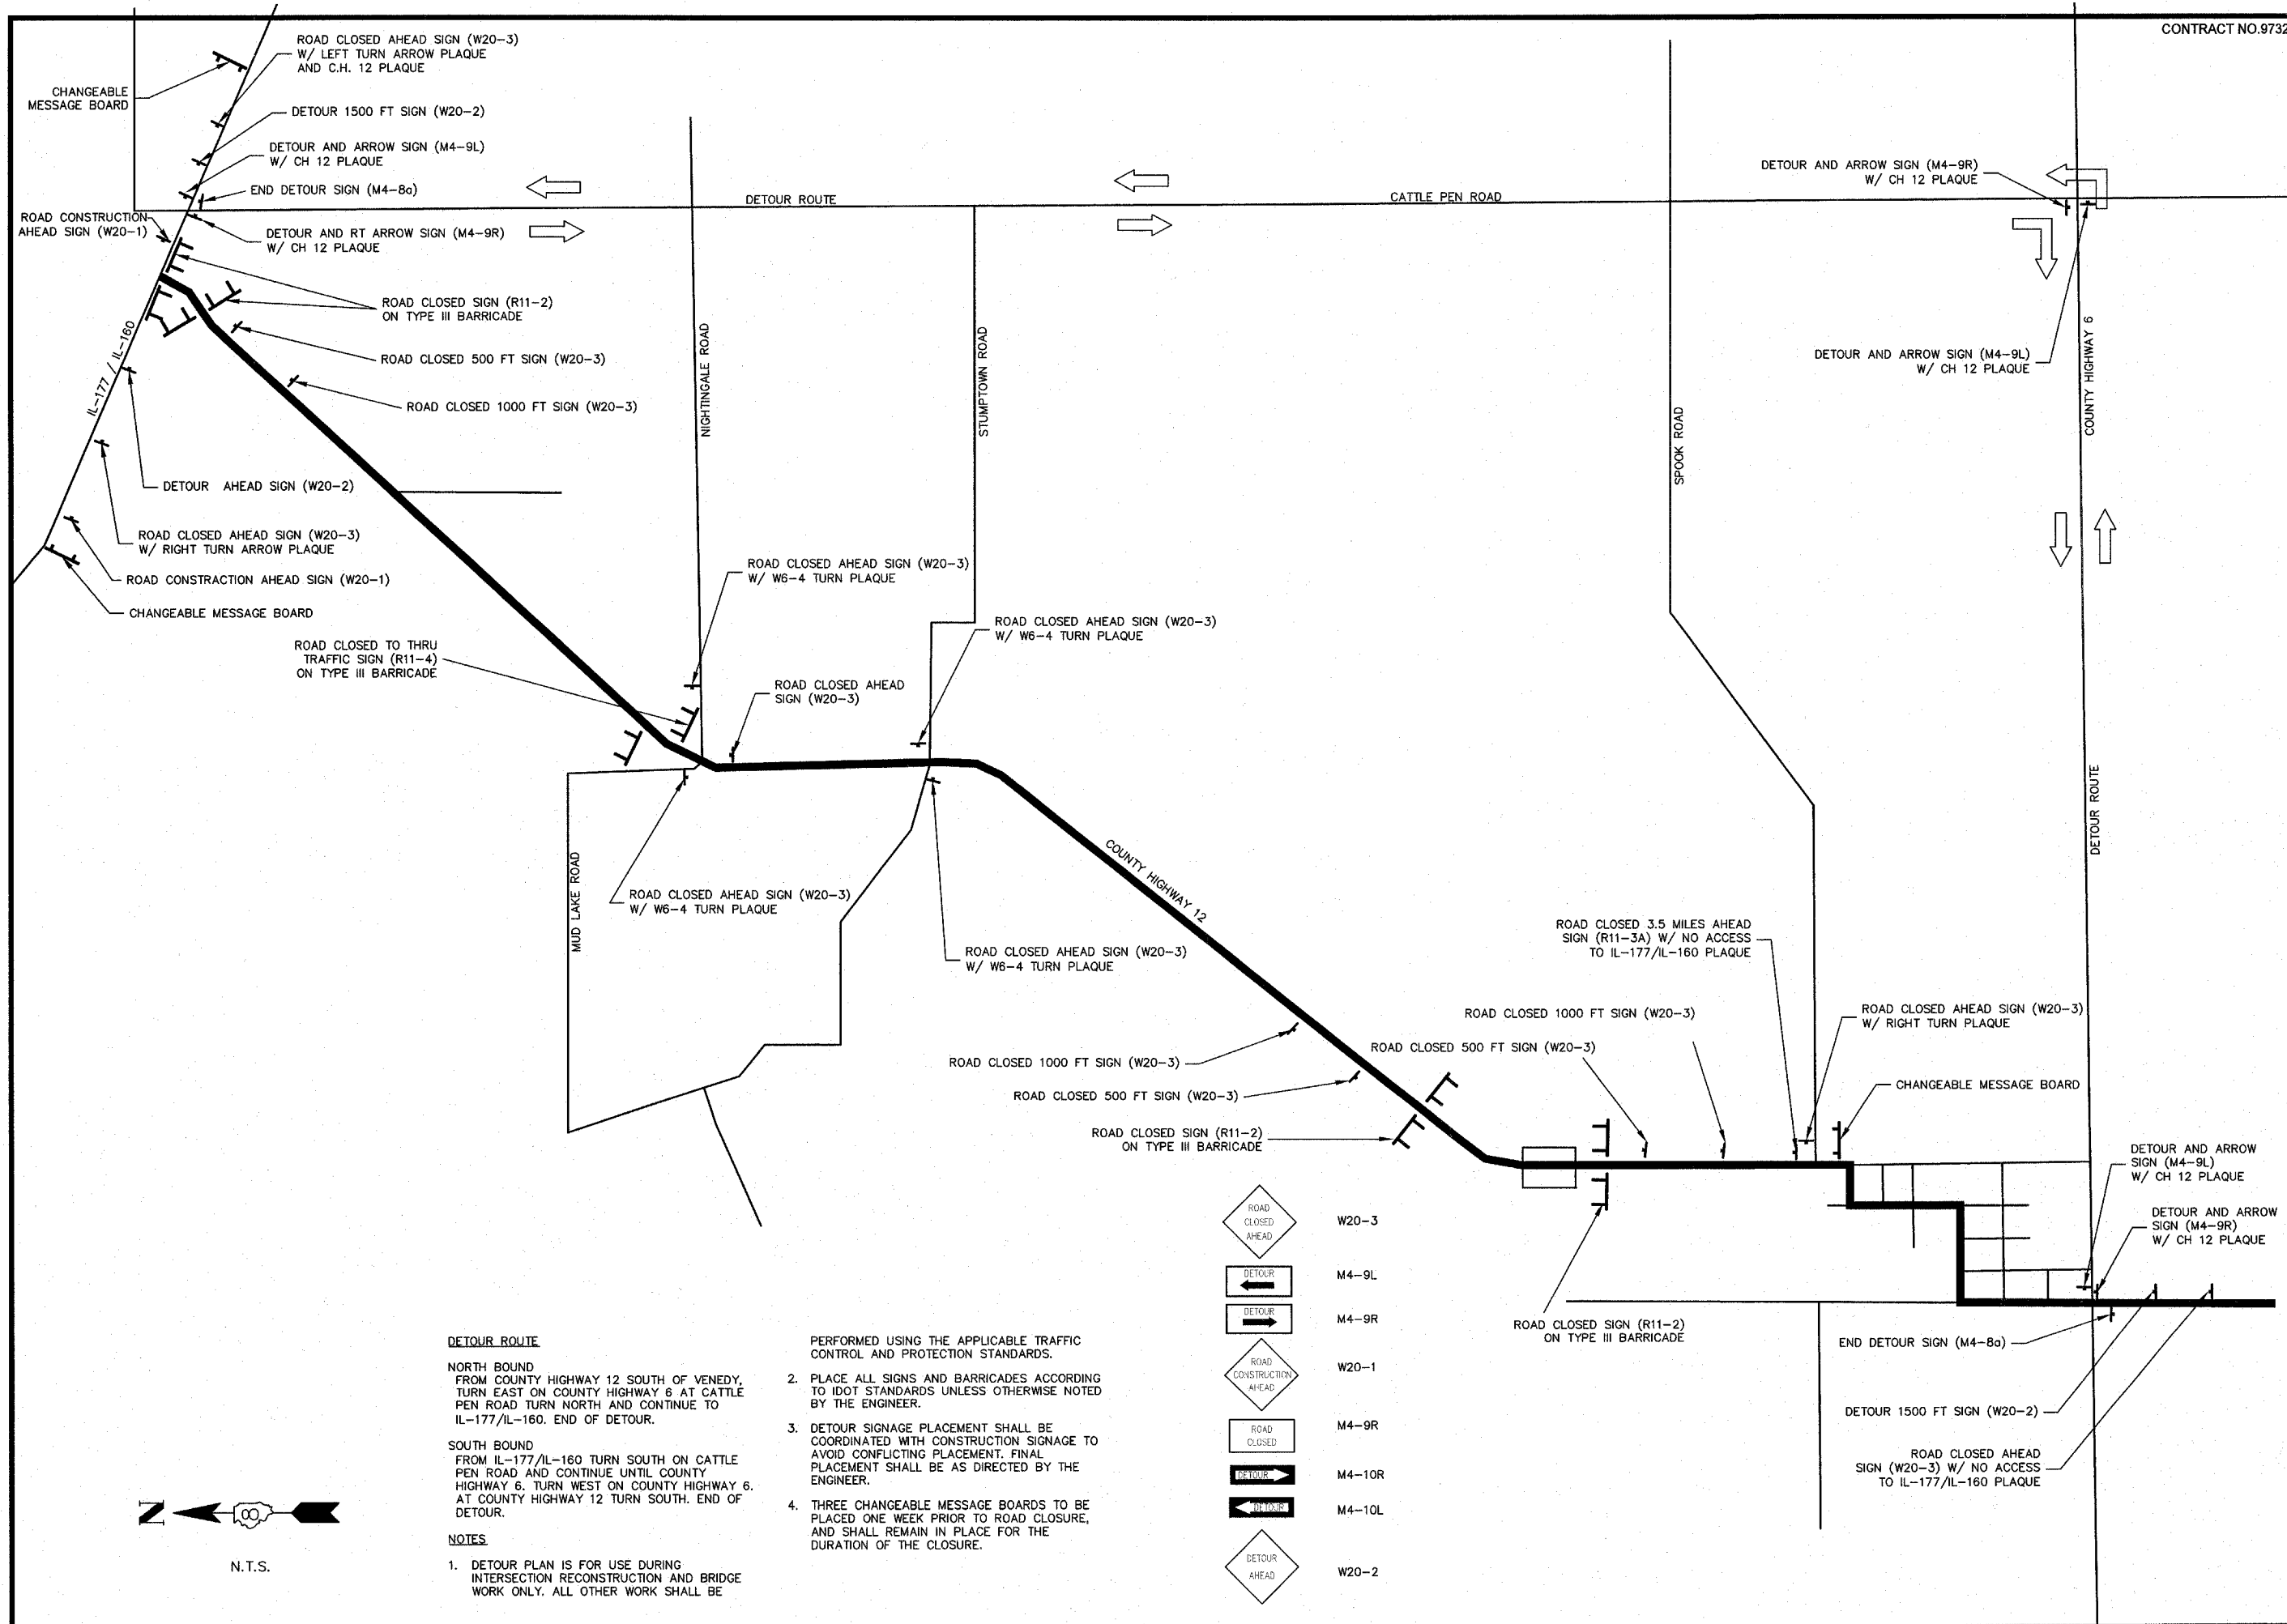 CONTRACT NO.9732
ROAD CLOSED AHEAD SIGN (W20-3)
W/ LEFT TURN ARROW PLAQUE
AND C.H. 12 PLAQUE
CHANGEABLE
MESSAGE BOARD
DETOUR 1500 FT SIGN (W20-2)
DETOUR AND ARROW SIGN (M4-9L)
W/ CH 12 PLAQUE
END DETOUR SIGN (M4-8a)
ROAD CONSTRUCTION
AHEAD SIGN (W20-1)
DETOUR AND RT ARROW SIGN (M4-9R)
W/ CH 12 PLAQUE
DETOUR ROUTE
CATTLE PEN ROAD
DETOUR AND ARROW SIGN (M4-9R)
W/ CH 12 PLAQUE
ROAD CLOSED SIGN (R11-2)
ON TYPE III BARRICADE
IL-177 / IL-160
ROAD CLOSED 500 FT SIGN (W20-3)
ROAD CLOSED 1000 FT SIGN (W20-3)
NIGHTINGALE ROAD
STUMPTOWN ROAD
SPOOK ROAD
COUNTY HIGHWAY 6
DETOUR AND ARROW SIGN (M4-9L)
W/ CH 12 PLAQUE
DETOUR AHEAD SIGN (W20-2)
ROAD CLOSED AHEAD SIGN (W20-3)
W/ RIGHT TURN ARROW PLAQUE
ROAD CONSTRACTION AHEAD SIGN (W20-1)
CHANGEABLE MESSAGE BOARD
ROAD CLOSED AHEAD SIGN (W20-3)
W/ W6-4 TURN PLAQUE
ROAD CLOSED AHEAD SIGN (W20-3)
W/ W6-4 TURN PLAQUE
ROAD CLOSED TO THRU
TRAFFIC SIGN (R11-4)
ON TYPE III BARRICADE
ROAD CLOSED AHEAD
SIGN (W20-3)
DETOUR ROUTE
MUD LAKE ROAD
ROAD CLOSED AHEAD SIGN (W20-3)
W/ W6-4 TURN PLAQUE
COUNTY HIGHWAY 12
ROAD CLOSED AHEAD SIGN (W20-3)
W/ W6-4 TURN PLAQUE
ROAD CLOSED 3.5 MILES AHEAD
SIGN (R11-3A) W/ NO ACCESS
TO IL-177/IL-160 PLAQUE
ROAD CLOSED 1000 FT SIGN (W20-3)
ROAD CLOSED AHEAD SIGN (W20-3)
W/ RIGHT TURN PLAQUE
ROAD CLOSED 500 FT SIGN (W20-3)
ROAD CLOSED 1000 FT SIGN (W20-3)
CHANGEABLE MESSAGE BOARD
ROAD CLOSED 500 FT SIGN (W20-3)
ROAD CLOSED SIGN (R11-2)
ON TYPE III BARRICADE
DETOUR AND ARROW
SIGN (M4-9L)
W/ CH 12 PLAQUE
DETOUR AND ARROW
SIGN (M4-9R)
W/ CH 12 PLAQUE
ROAD CLOSED SIGN (R11-2)
ON TYPE III BARRICADE
END DETOUR SIGN (M4-8a)
DETOUR 1500 FT SIGN (W20-2)
ROAD CLOSED AHEAD
SIGN (W20-3) W/ NO ACCESS
TO IL-177/IL-160 PLAQUE
ROAD
CLOSED
AHEAD
W20-3
DETOUR
M4-9L
DETOUR
M4-9R
ROAD
CONSTRUCTION
AHEAD
W20-1
ROAD
CLOSED
M4-9R
DETOUR
M4-10R
DETOUR
M4-10L
DETOUR
AHEAD
W20-2
DETOUR ROUTE
NORTH BOUND
FROM COUNTY HIGHWAY 12 SOUTH OF VENEDY,
TURN EAST ON COUNTY HIGHWAY 6 AT CATTLE
PEN ROAD TURN NORTH AND CONTINUE TO
IL-177/IL-160. END OF DETOUR.
SOUTH BOUND
FROM IL-177/IL-160 TURN SOUTH ON CATTLE
PEN ROAD AND CONTINUE UNTIL COUNTY
HIGHWAY 6. TURN WEST ON COUNTY HIGHWAY 6.
AT COUNTY HIGHWAY 12 TURN SOUTH. END OF
DETOUR.
NOTES
1. DETOUR PLAN IS FOR USE DURING
INTERSECTION RECONSTRUCTION AND BRIDGE
WORK ONLY. ALL OTHER WORK SHALL BE
PERFORMED USING THE APPLICABLE TRAFFIC
CONTROL AND PROTECTION STANDARDS.
2. PLACE ALL SIGNS AND BARRICADES ACCORDING
TO IDOT STANDARDS UNLESS OTHERWISE NOTED
BY THE ENGINEER.
3. DETOUR SIGNAGE PLACEMENT SHALL BE
COORDINATED WITH CONSTRUCTION SIGNAGE TO
AVOID CONFLICTING PLACEMENT. FINAL
PLACEMENT SHALL BE AS DIRECTED BY THE
ENGINEER.
4. THREE CHANGEABLE MESSAGE BOARDS TO BE
PLACED ONE WEEK PRIOR TO ROAD CLOSURE,
AND SHALL REMAIN IN PLACE FOR THE
DURATION OF THE CLOSURE.
N
N.T.S.